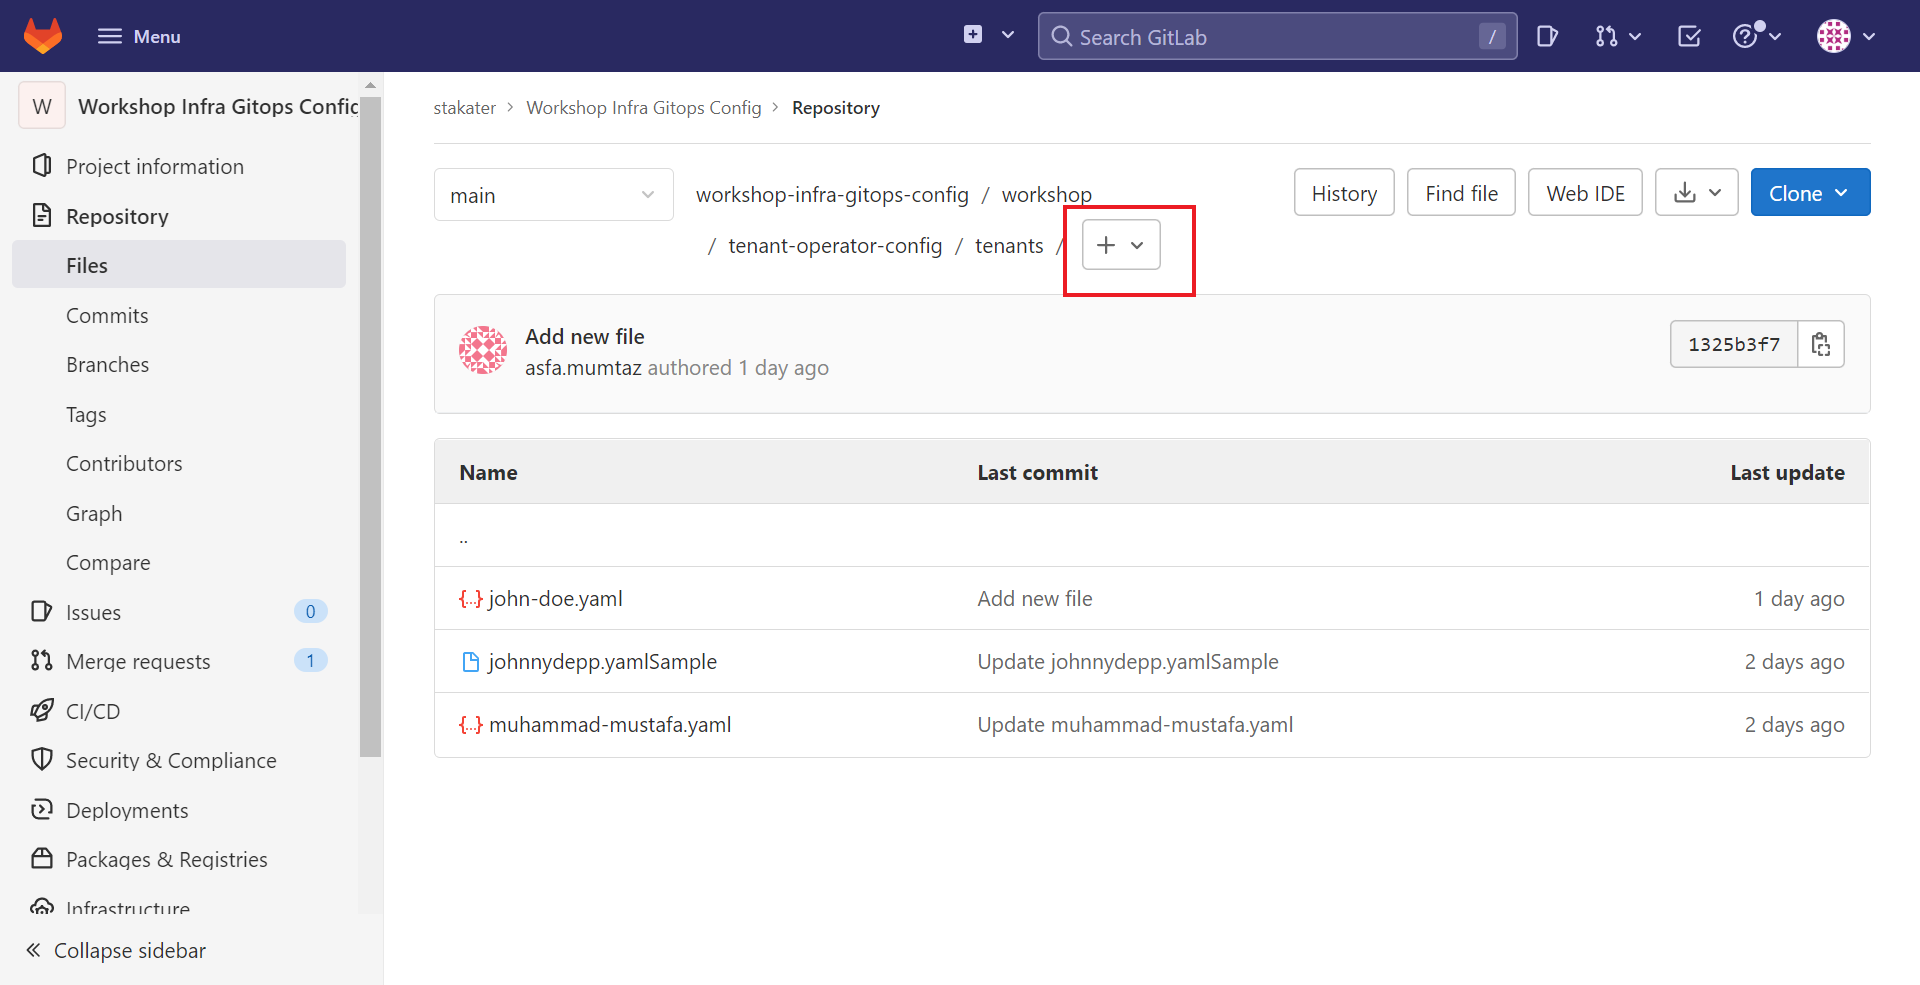 Menu
Search GitLab
/
W
Workshop Infra Gitops Config
Project information
Repository
Files
Commits
Branches
Tags
Contributors
Graph
Compare
Issues 0
Merge requests 1
CI/CD
Security & Compliance
Deployments
Packages & Registries
Infrastructure
Collapse sidebar
stakater > Workshop Infra Gitops Config > Repository
main
workshop-infra-gitops-config / workshop
/ tenant-operator-config / tenants /
History
Find file
Web IDE
Clone
Add new file
asfa.mumtaz authored 1 day ago
1325b3f7
Name Last commit Last update
..
john-doe.yaml Add new file 1 day ago
johnnydepp.yamlSample Update johnnydepp.yamlSample 2 days ago
muhammad-mustafa.yaml Update muhammad-mustafa.yaml 2 days ago